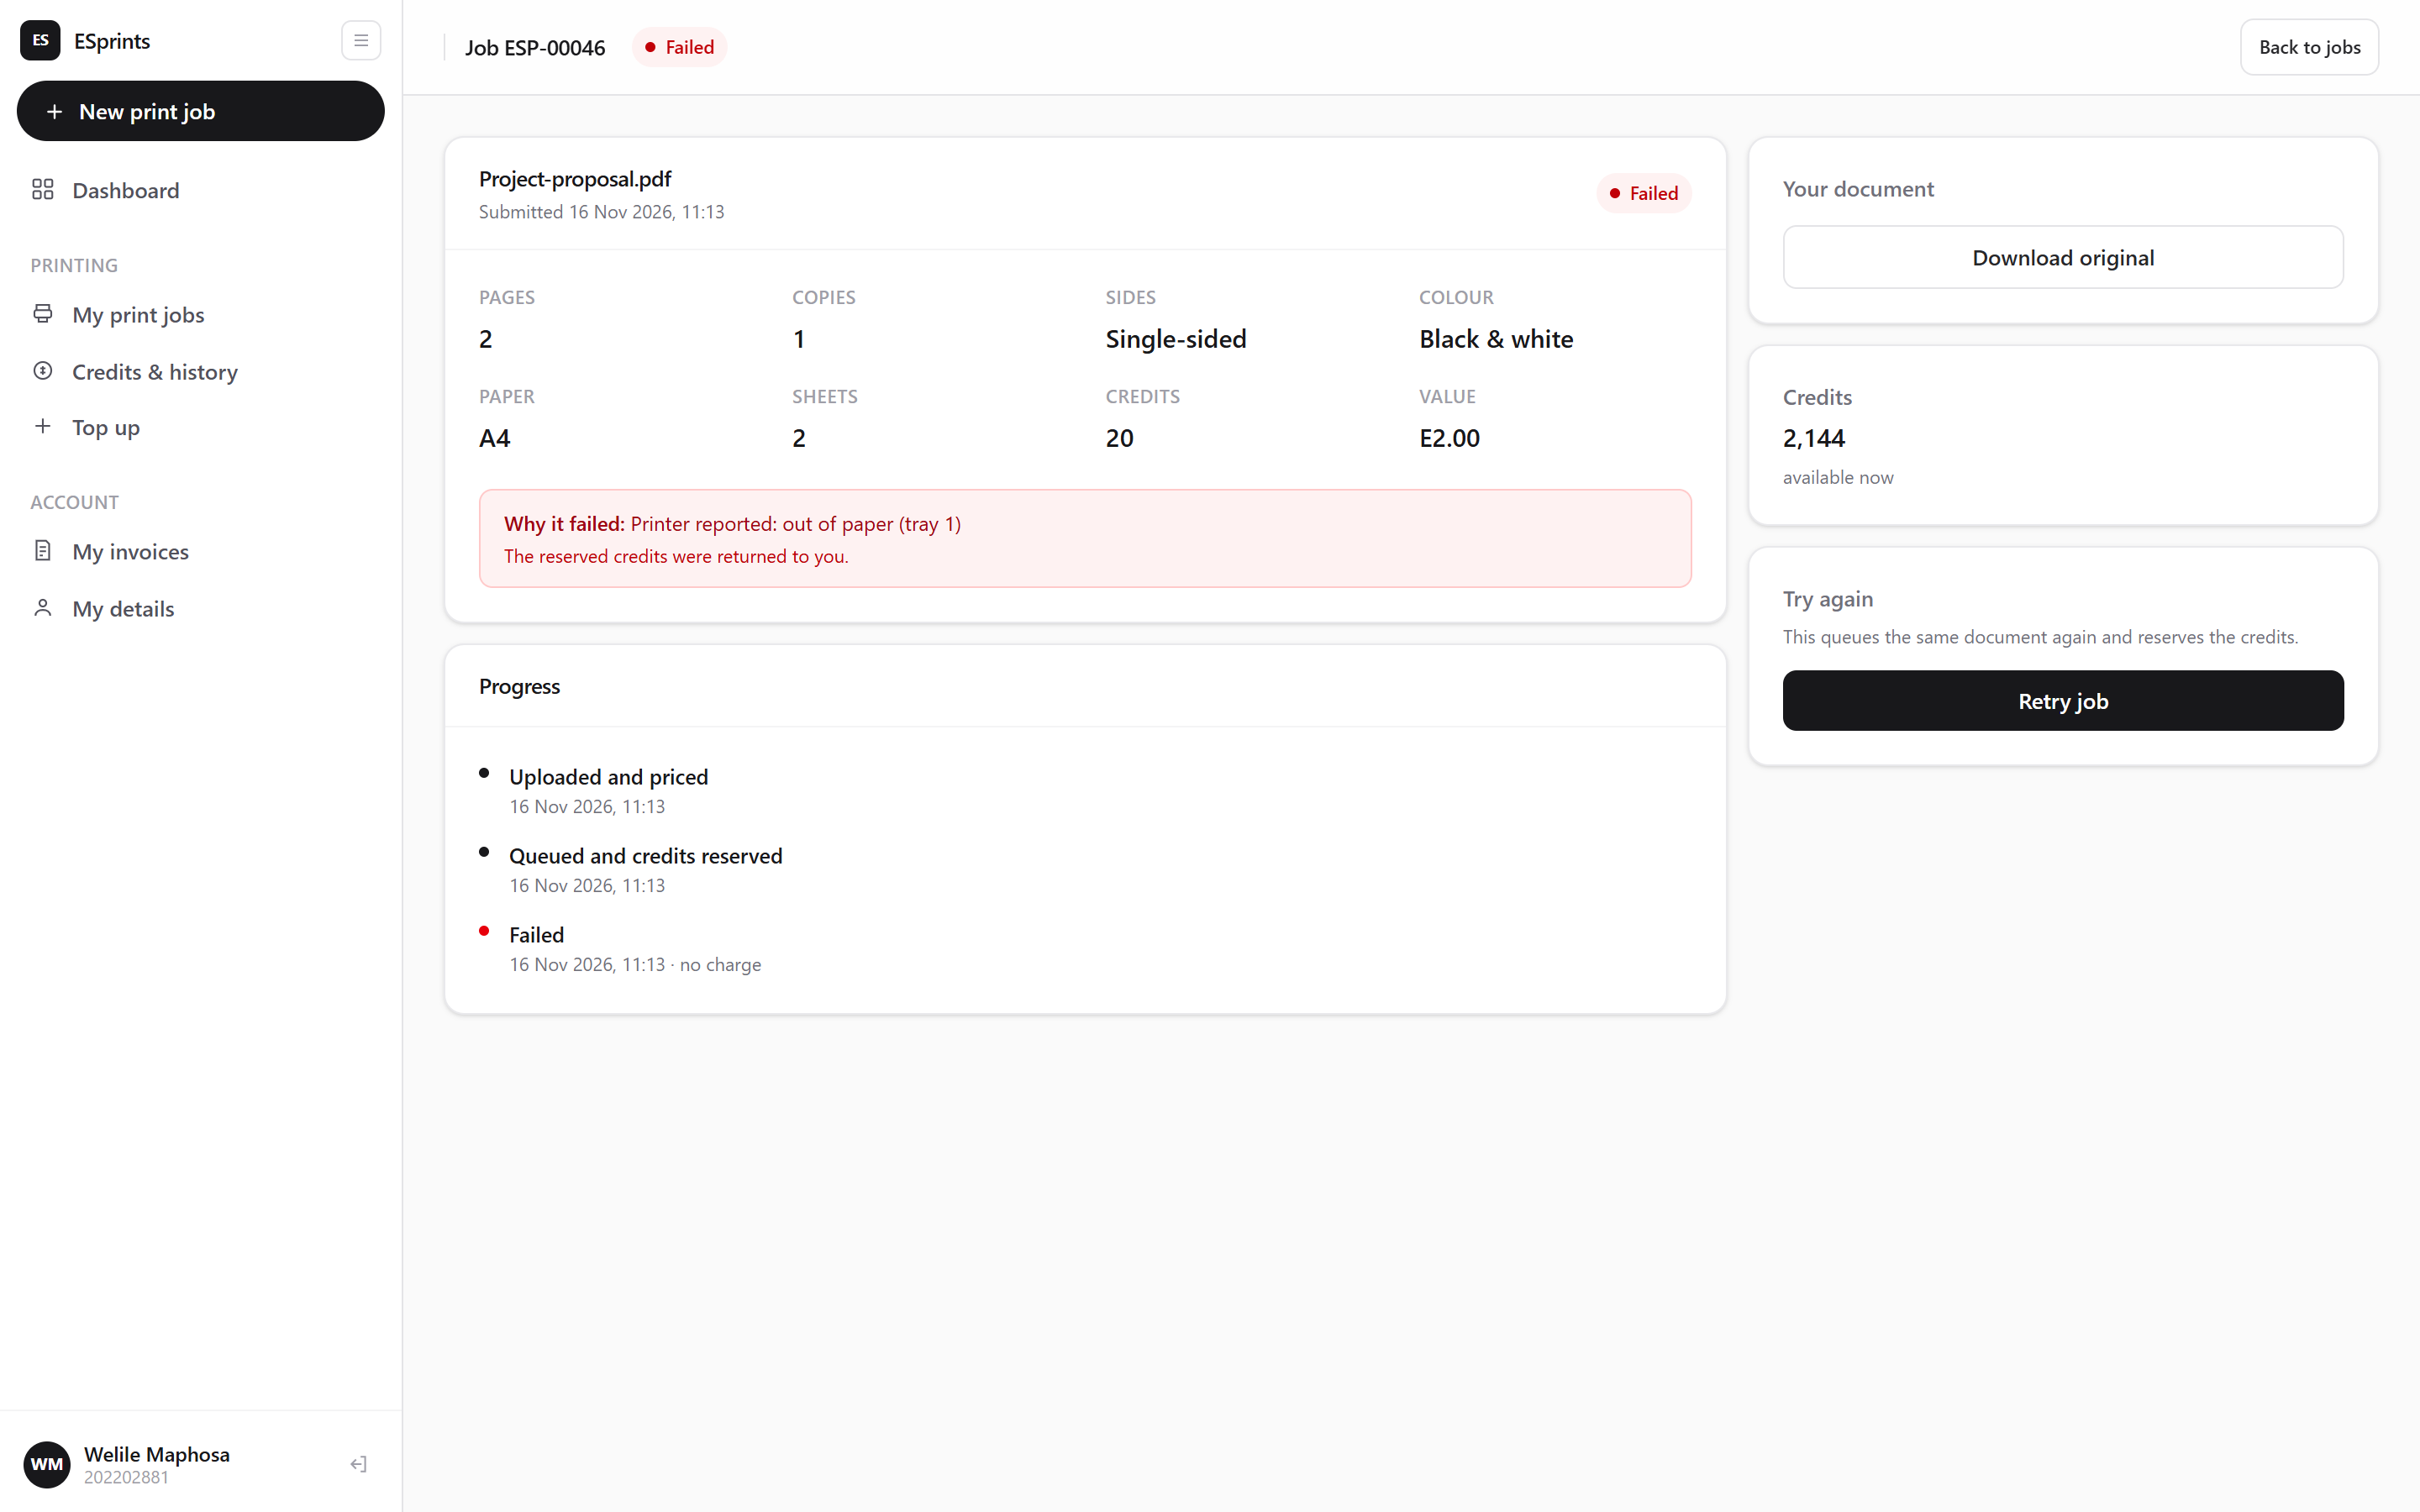 ES
ESprints
New print job
Dashboard
PRINTING
My print jobs
Credits & history
Top up
ACCOUNT
My invoices
My details
WM
Welile Maphosa
202202881
Job ESP-00046
Failed
Back to jobs
Project-proposal.pdf
Submitted 16 Nov 2026, 11:13
Failed
PAGES
2
COPIES
1
SIDES
Single-sided
COLOUR
Black & white
PAPER
A4
SHEETS
2
CREDITS
20
VALUE
E2.00
Why it failed: Printer reported: out of paper (tray 1)
The reserved credits were returned to you.
Progress
Uploaded and priced
16 Nov 2026, 11:13
Queued and credits reserved
16 Nov 2026, 11:13
Failed
16 Nov 2026, 11:13 · no charge
Your document
Download original
Credits
2,144
available now
Try again
This queues the same document again and reserves the credits.
Retry job